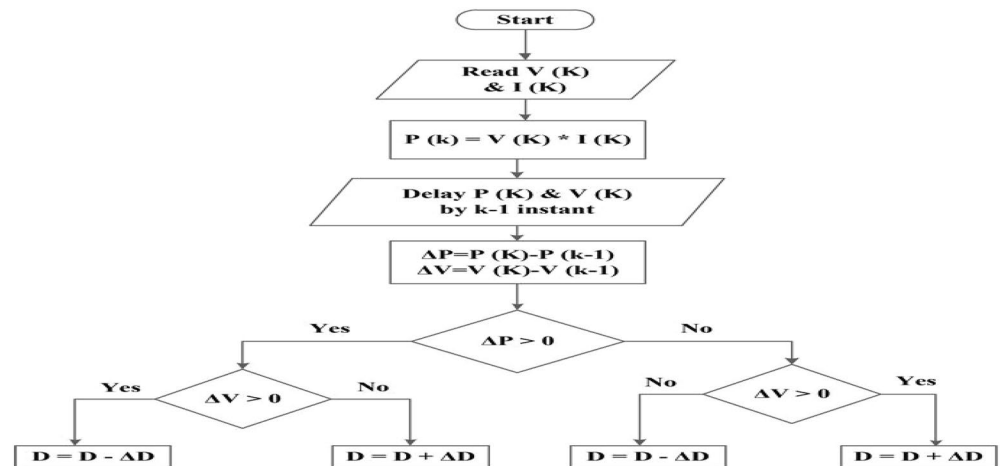 Start
Read V (K)
& I (K)
P (k) = V (K) * I (K)
Delay P (K) & V (K)
by k-1 instant
ΔP=P (K)-P (k-1)
ΔV=V (K)-V (k-1)
Yes
ΔP > 0
No
Yes
ΔV > 0
No
No
ΔV > 0
Yes
D = D - ΔD
D = D + ΔD
D = D - ΔD
D = D + ΔD